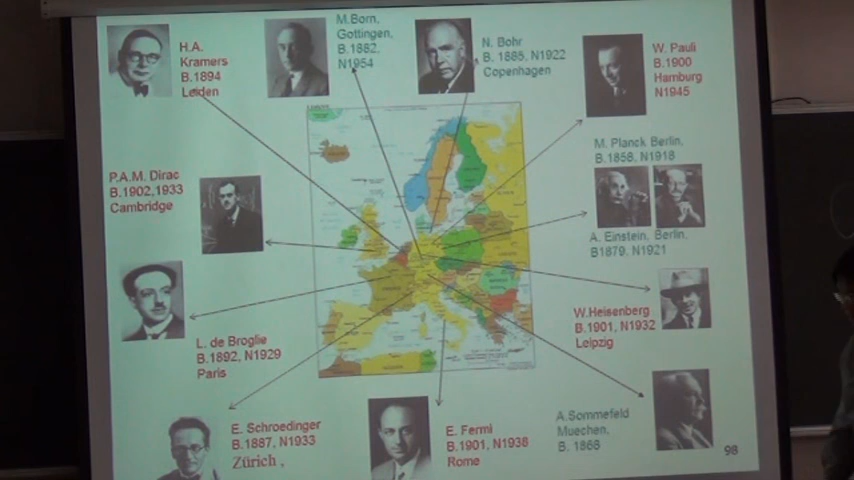 H.A.
Kramers
B.1894
Leiden
M.Born,
Gottingen,
B.1882,
N1954
N. Bohr
B. 1885, N1922
Copenhagen
W. Pauli
B.1900
Hamburg
N1945
P.A.M. Dirac
B.1902,1933
Cambridge
M. Planck Berlin,
B.1858, N1918
A. Einstein, Berlin,
B1879, N1921
L. de Broglie
B.1892, N1929
Paris
W.Heisenberg
B.1901, N1932
Leipzig
E. Schroedinger
B.1887, N1933
Zürich ,
E. Fermi
B.1901, N1938
Rome
A.Sommefeld
Muechen,
B. 1868
98